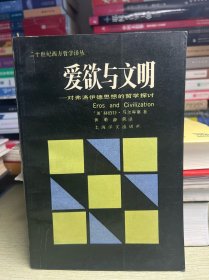 二十世纪西方哲学译丛
爱欲与文明
——对弗洛伊德思想的哲学探讨
Eros and Civilization
〔美〕赫伯特·马尔库塞 著
黄勇 薛民 译
上海译文出版社